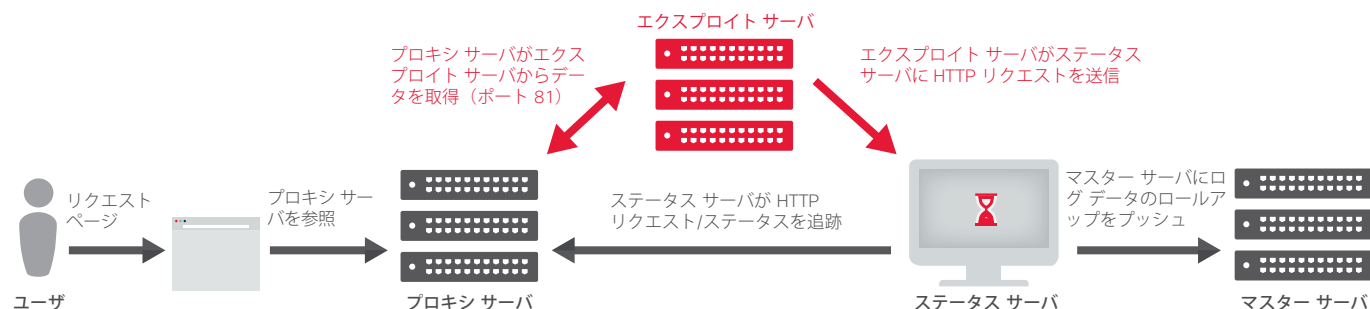 エクスプロイト サーバ
プロキシ サーバがエクス
プロイト サーバからデー
タを取得（ポート 81）
エクスプロイト サーバがステータス
サーバに HTTP リクエストを送信
リクエスト
ページ
プロキシ サー
バを参照
ステータス サーバが HTTP
リクエスト/ステータスを追跡
マスター サーバにロ
グ データのロールア
ップをプッシュ
ユーザ
プロキシ サーバ
ステータス サーバ
マスター サーバ